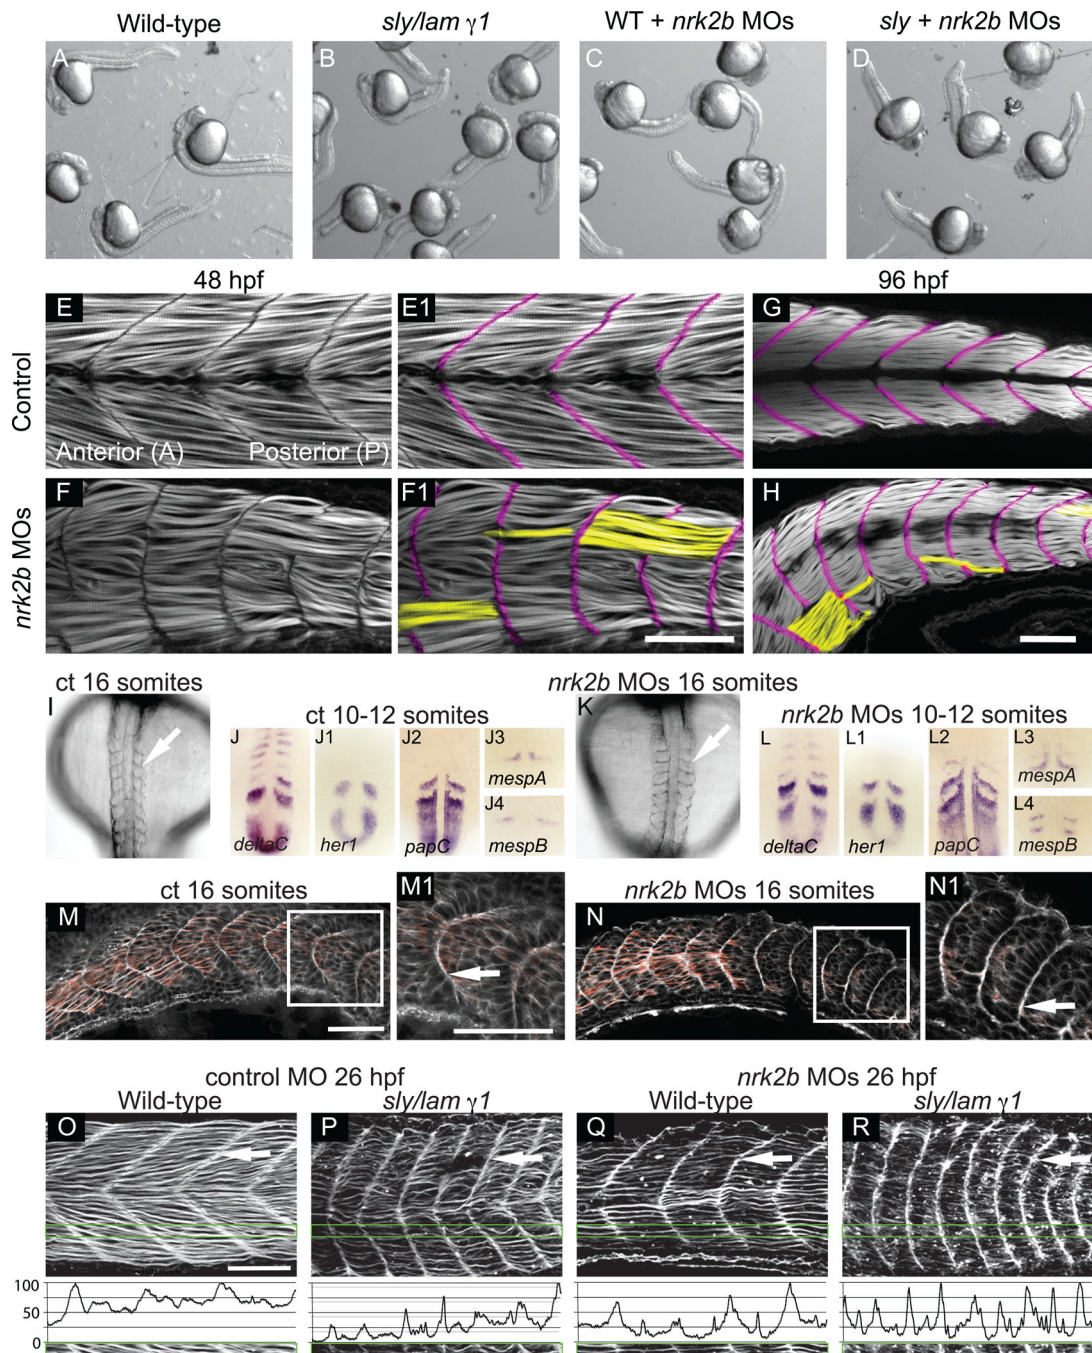 Wild-type
sly/lam γ1
WT + nrk2b MOs
sly + nrk2b MOs
A
B
C
D
48 hpf
96 hpf
Control
E
Anterior (A)
Posterior (P)
E1
G
nrk2b MOs
F
F1
H
ct 16 somites
nrk2b MOs 16 somites
I
ct 10-12 somites
K
nrk2b MOs 10-12 somites
J
deltaC
J1
her1
J2
papC
J3
mespA
J4
mespB
L
deltaC
L1
her1
L2
papC
L3
mespA
L4
mespB
ct 16 somites
nrk2b MOs 16 somites
M
M1
N
N1
control MO 26 hpf
nrk2b MOs 26 hpf
Wild-type
sly/lam γ1
Wild-type
sly/lam γ1
O
P
Q
R
100
50
0